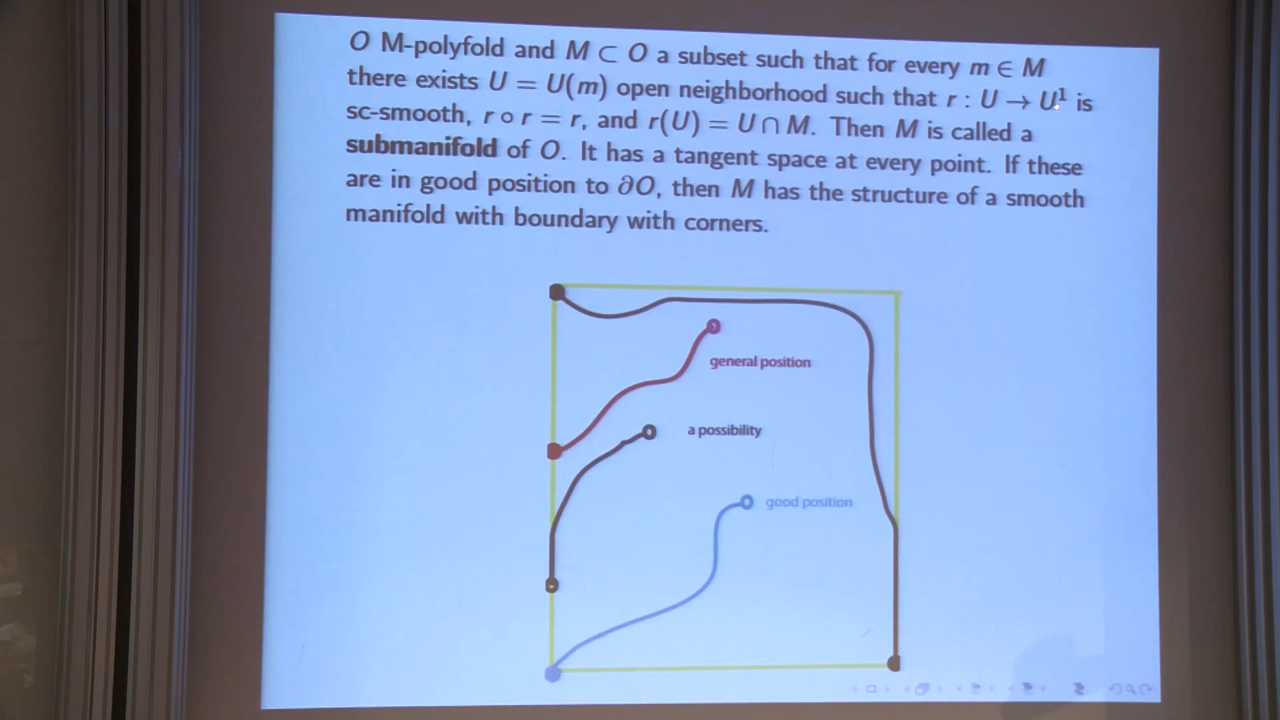 O M-polyfold and M ⊂ O a subset such that for every m ∈ M
there exists U = U(m) open neighborhood such that r : U → U¹ is
sc-smooth, r ∘ r = r, and r(U) = U ∩ M. Then M is called a
submanifold of O. It has a tangent space at every point. If these
are in good position to ∂O, then M has the structure of a smooth
manifold with boundary with corners.
general position
a possibility
good position